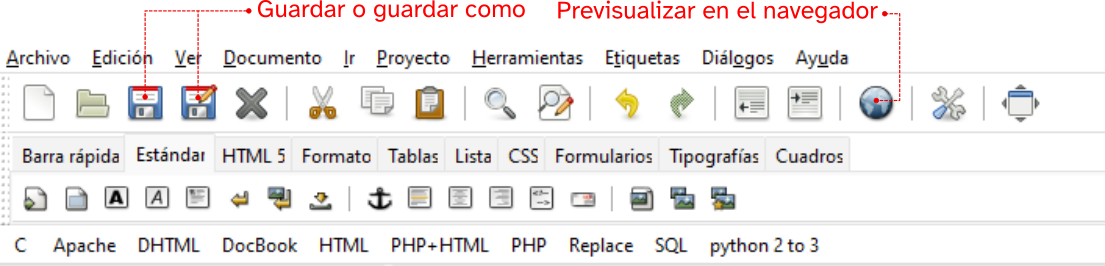 Guardar o guardar como Previsualizar en el navegador
Archivo Edición Ver Documento Ir Proyecto Herramientas Etiquetas Diálogos Ayuda
Barra rápida Estándar HTML 5 Formato Tablas Lista CSS Formularios Tipografías Cuadros
A A
C Apache DHTML DocBook HTML PHP+HTML PHP Replace SQL python 2 to 3